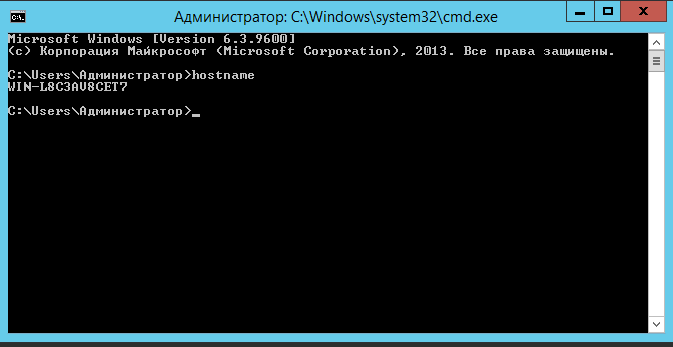 Администратор: C:\Windows\system32\cmd.exe
Microsoft Windows [Version 6.3.9600]
(c) Корпорация Майкрософт (Microsoft Corporation), 2013. Все права защищены.
C:\Users\Администратор>hostname
WIN-L8C3AV8CET7
C:\Users\Администратор>_